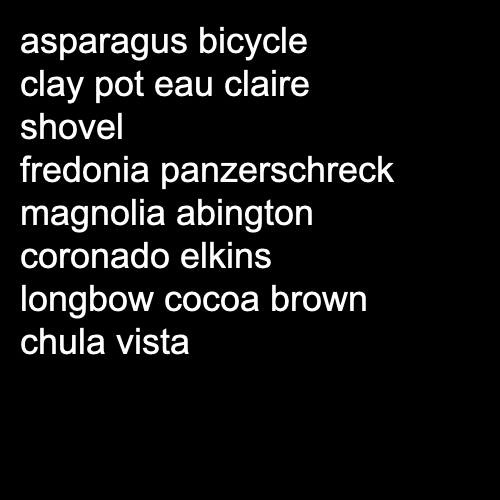 asparagus bicycle
clay pot eau claire
shovel
fredonia panzerschreck
magnolia abington
coronado elkins
longbow cocoa brown
chula vista